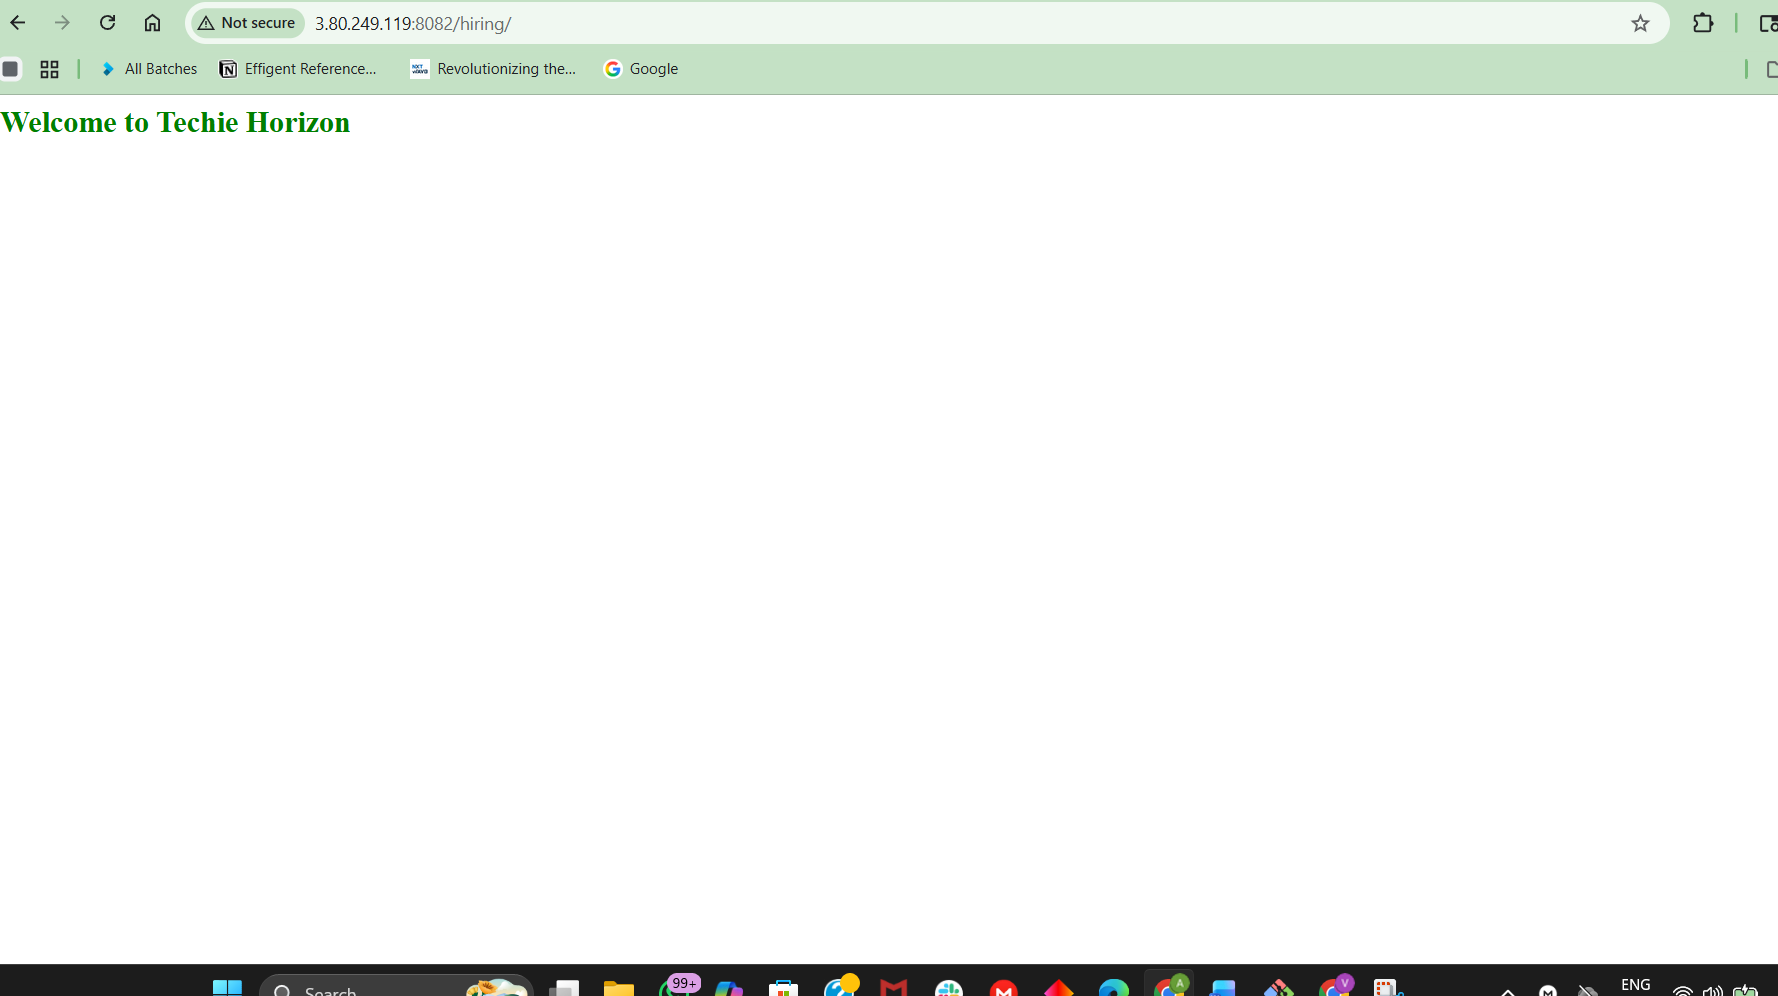 Not secure 3.80.249.119:8082/hiring/
All Batches Effigent Reference... Revolutionizing the... Google
Welcome to Techie Horizon
Search 99+ A V ENG